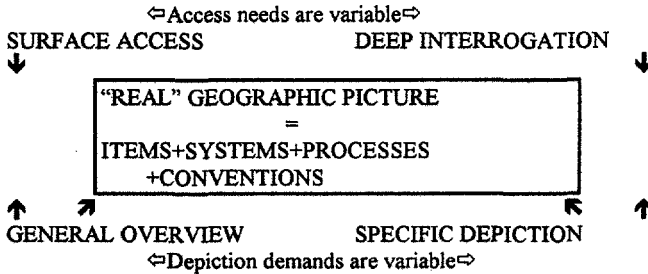 ⇦Access needs are variable⇨
SURFACE ACCESS DEEP INTERROGATION
"REAL" GEOGRAPHIC PICTURE
=
ITEMS+SYSTEMS+PROCESSES
+CONVENTIONS
GENERAL OVERVIEW SPECIFIC DEPICTION
⇦Depiction demands are variable⇨